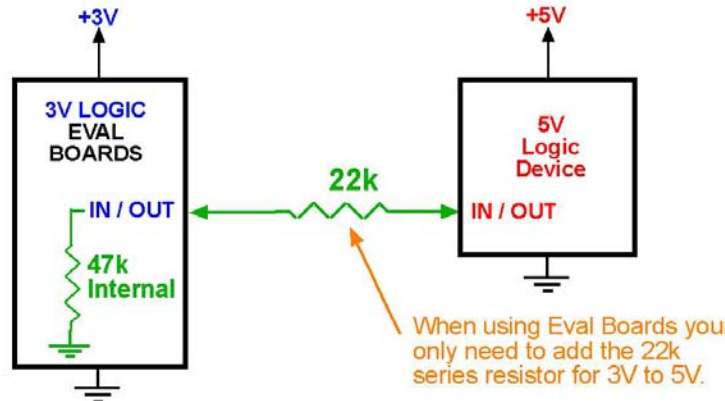 +3V
+5V
3V LOGIC
EVAL
BOARDS
5V
Logic
Device
22k
IN / OUT
IN / OUT
47k
Internal
When using Eval Boards you
only need to add the 22k
series resistor for 3V to 5V.